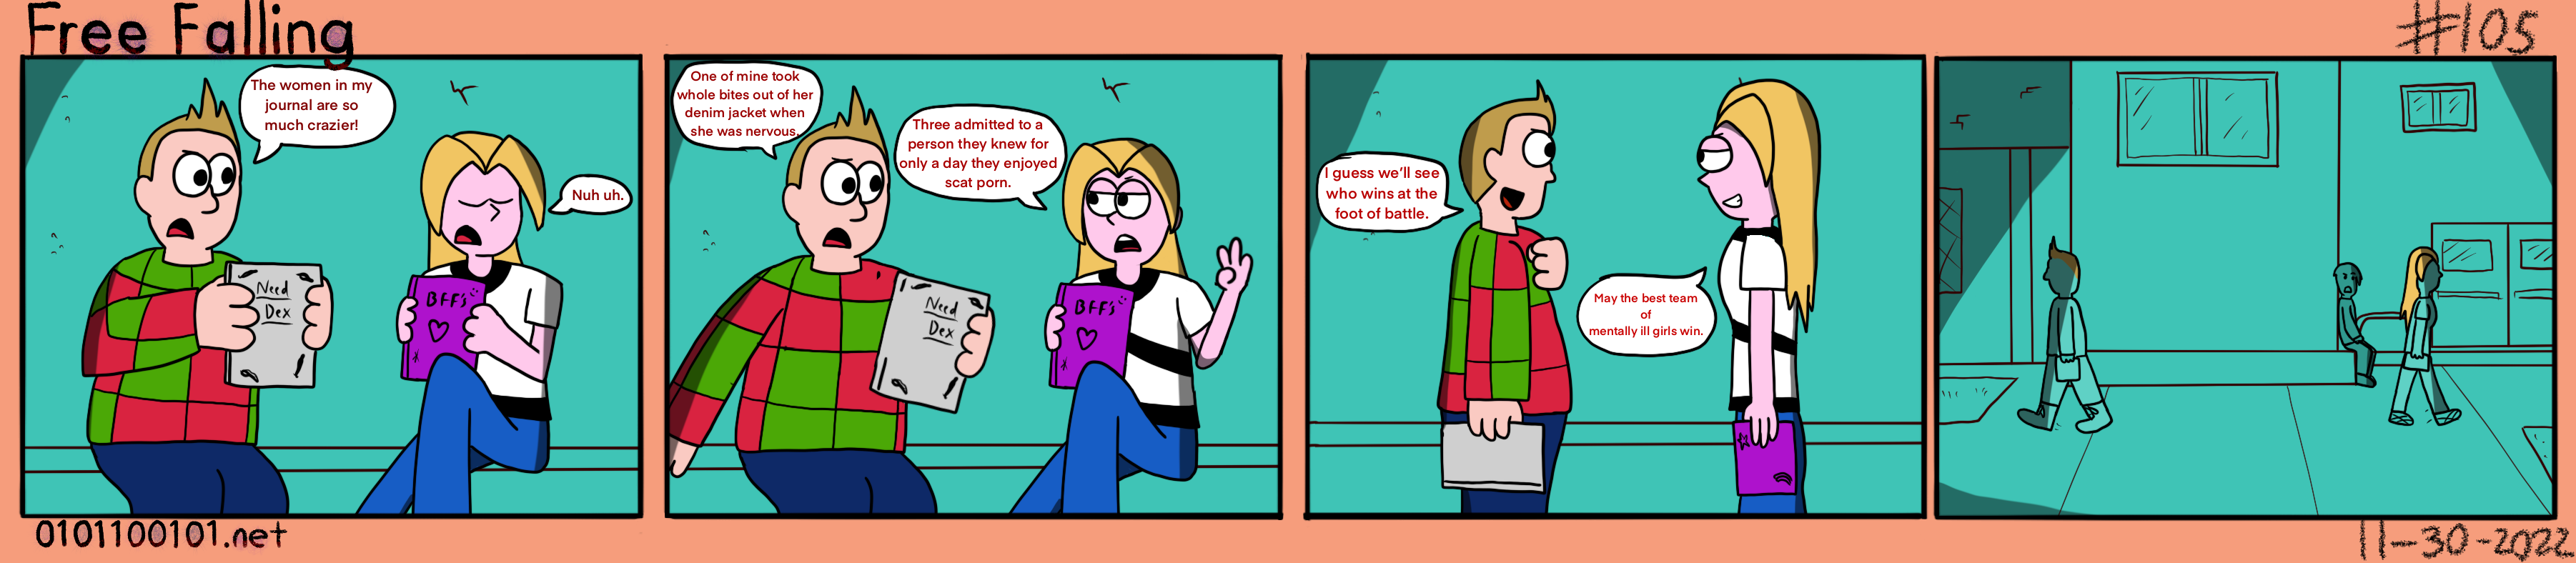 Free Falling
#105
The women in my
journal are so
much crazier!
Nuh uh.
Need
Dex
BFF's
One of mine took
whole bites out of her
denim jacket when
she was nervous.
Three admitted to a
person they knew for
only a day they enjoyed
scat porn.
Need
Dex
BFF's
I guess we'll see
who wins at the
foot of battle.
May the best team
of
mentally ill girls win.
0101100101.net
11-30-2022